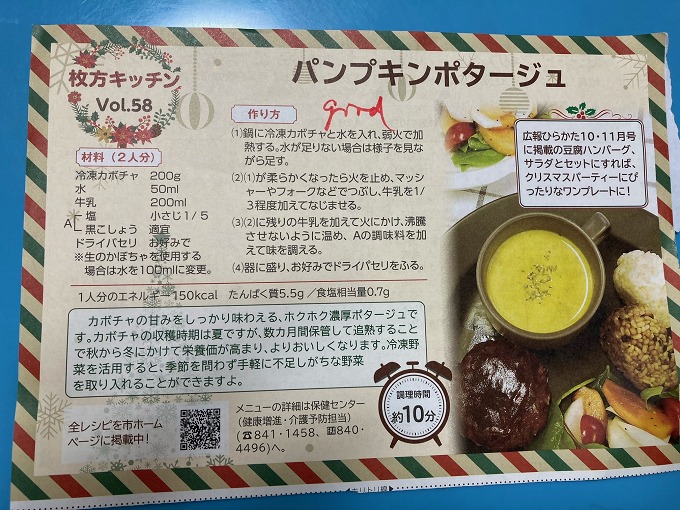 枚方キッチン
Vol.58
パンプキンポタージュ
材料（２人分）
冷凍カボチャ　200g
水　50ml
牛乳　200ml
A
塩　小さじ１/５
黒こしょう　適宜
ドライパセリ　お好みで
※生のかぼちゃを使用する
場合は水を100mlに変更。
作り方
good
⑴鍋に冷凍カボチャと水を入れ、弱火で加
熱する。水が足りない場合は様子を見な
がら足す。
⑵⑴が柔らかくなったら火を止め、マッシ
ャーやフォークなどでつぶし、牛乳を1/
３程度加えてなじませる。
⑶⑵に残りの牛乳を加えて火にかけ、沸騰
させないように温め、Aの調味料を加
えて味を調える。
⑷器に盛り、お好みでドライパセリをふる。
広報ひらかた10・11月号
に掲載の豆腐ハンバーグ、
サラダとセットにすれば、
クリスマスパーティーにぴ
ったりなワンプレートに！
１人分のエネルギー150kcal　たんぱく質5.5g／食塩相当量0.7g
カボチャの甘みをしっかり味わえる、ホクホク濃厚ポタージュで
す。カボチャの収穫時期は夏ですが、数カ月間保管して追熟すること
で秋から冬にかけて栄養価が高まり、よりおいしくなります。冷凍野
菜を活用すると、季節を問わず手軽に不足しがちな野菜
を取り入れることができますよ。
調理時間
約10分
全レシピを市ホーム
ページに掲載中！
メニューの詳細は保健センター
（健康増進・介護予防担当）
（☎841・1458、㋫840・
4496）へ。
キリトリ線